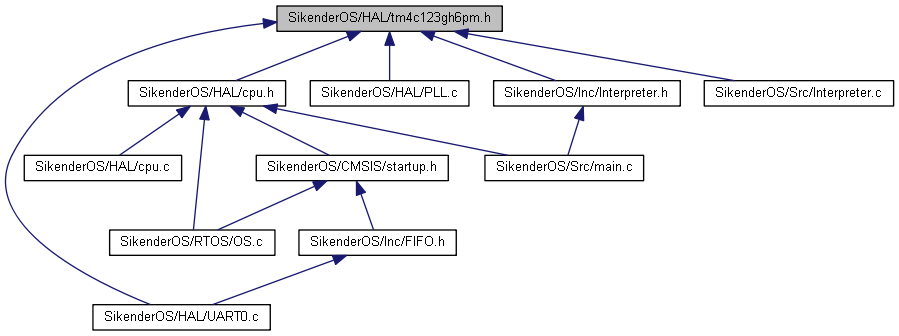 SikenderOS/HAL/tm4c123gh6pm.h
SikenderOS/HAL/cpu.h
SikenderOS/HAL/PLL.c
SikenderOS/Inc/Interpreter.h
SikenderOS/Src/Interpreter.c
SikenderOS/HAL/cpu.c
SikenderOS/CMSIS/startup.h
SikenderOS/Src/main.c
SikenderOS/RTOS/OS.c
SikenderOS/Inc/FIFO.h
SikenderOS/HAL/UART0.c